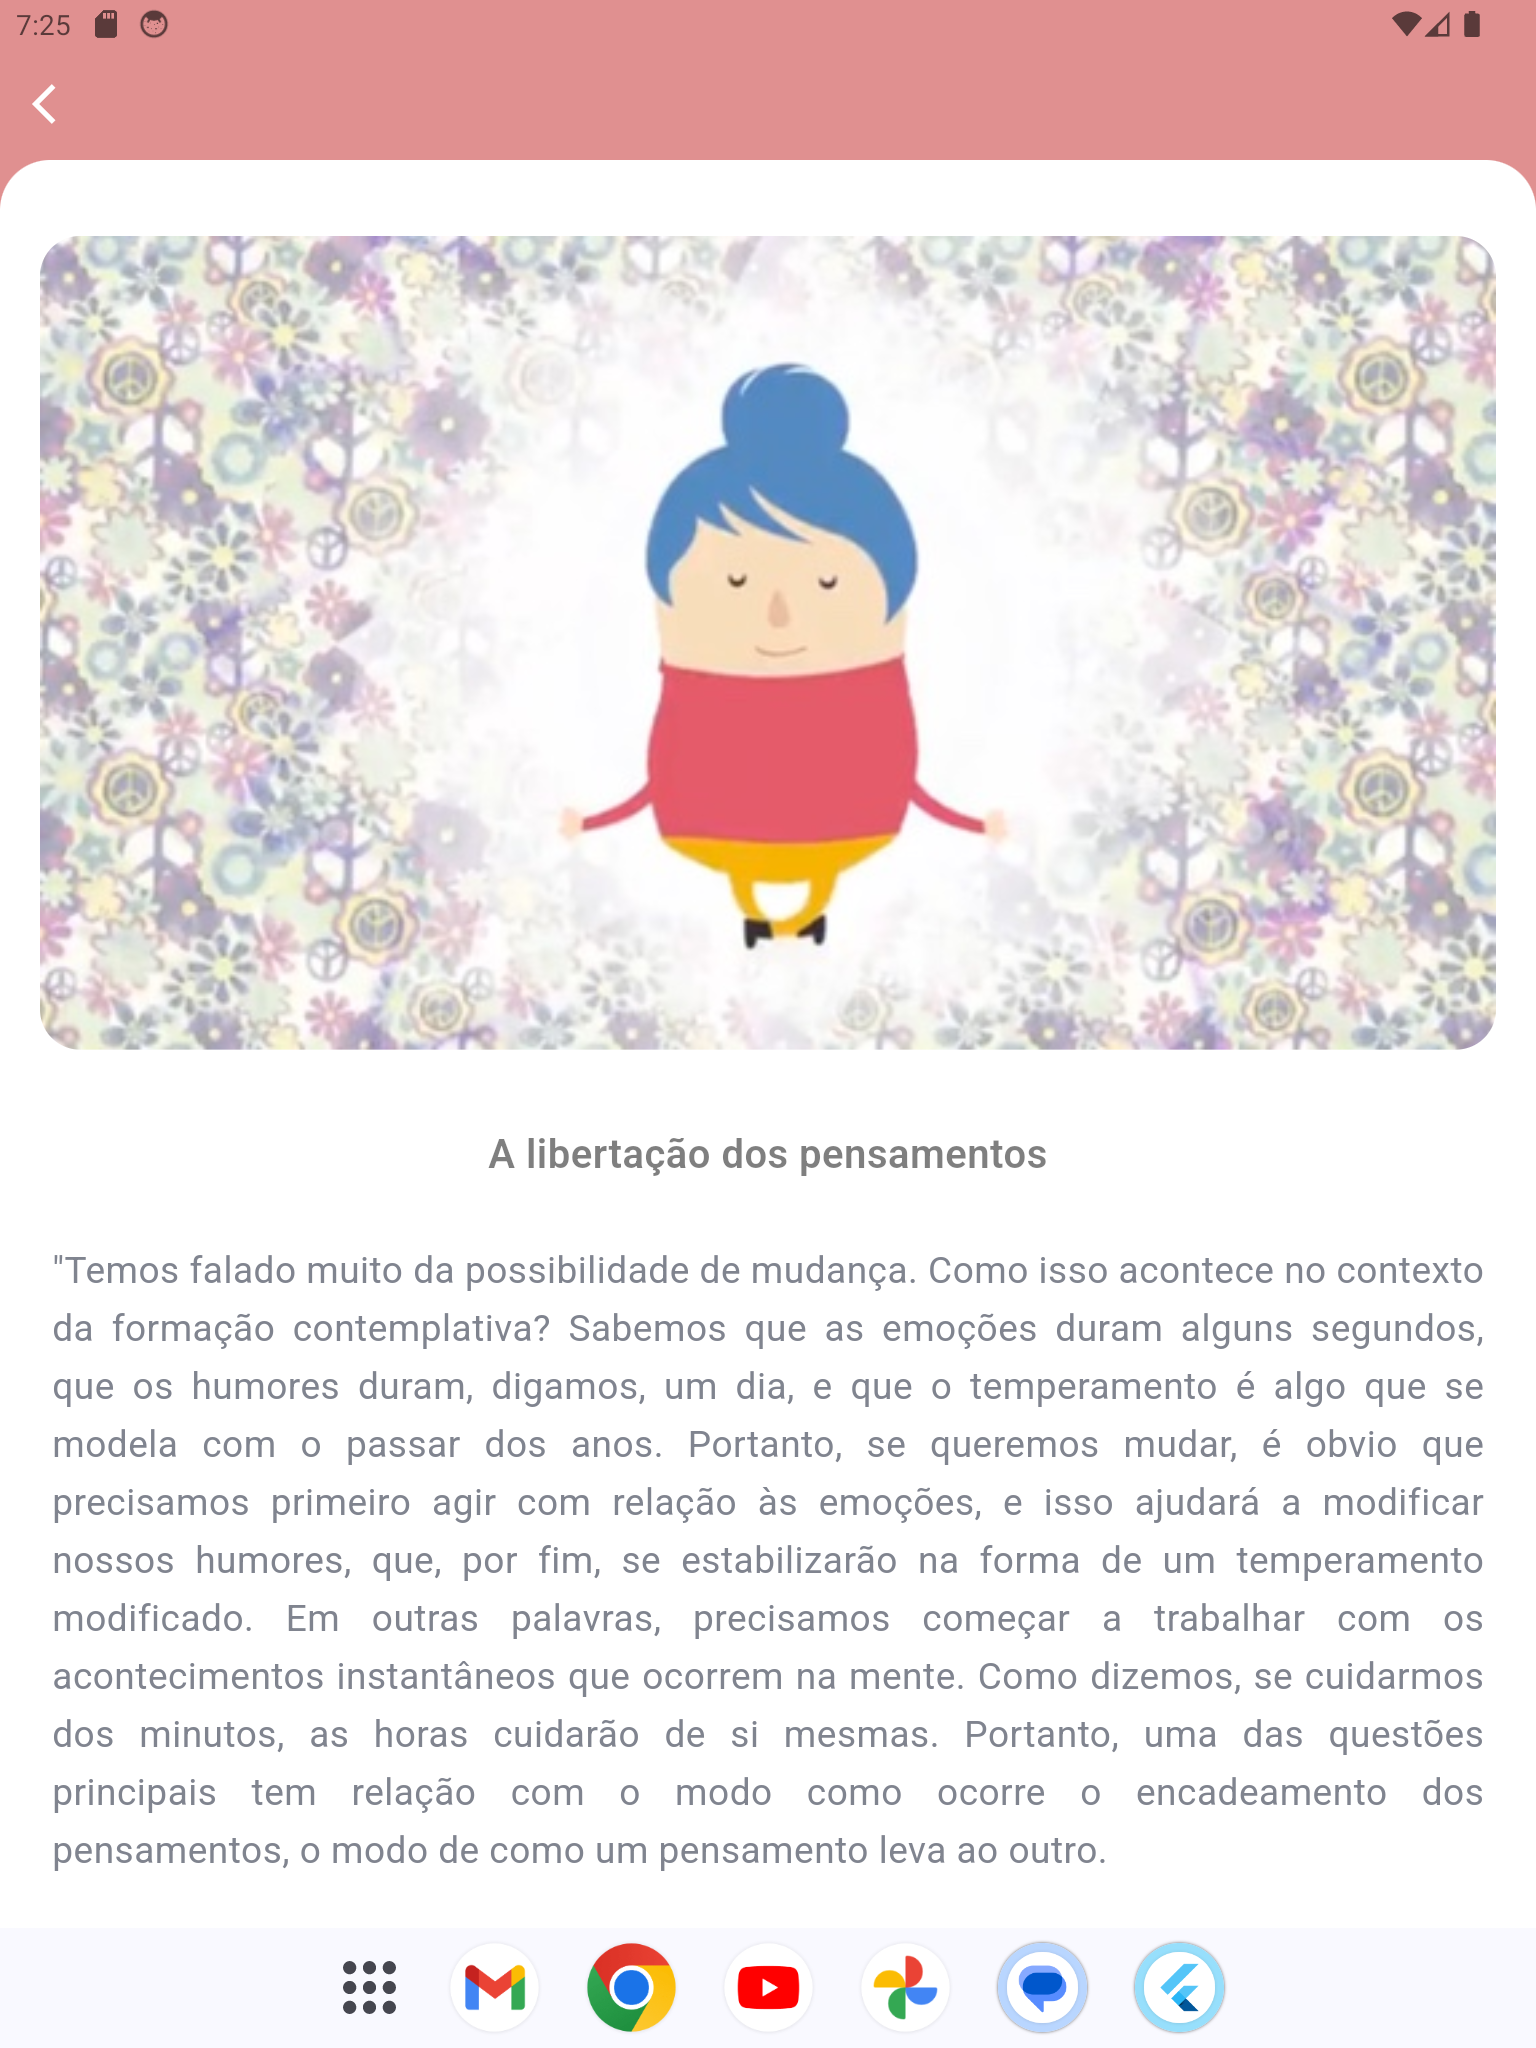 7:25
A libertação dos pensamentos
"Temos falado muito da possibilidade de mudança. Como isso acontece no contexto
da formação contemplativa? Sabemos que as emoções duram alguns segundos,
que os humores duram, digamos, um dia, e que o temperamento é algo que se
modela com o passar dos anos. Portanto, se queremos mudar, é obvio que
precisamos primeiro agir com relação às emoções, e isso ajudará a modificar
nossos humores, que, por fim, se estabilizarão na forma de um temperamento
modificado. Em outras palavras, precisamos começar a trabalhar com os
acontecimentos instantâneos que ocorrem na mente. Como dizemos, se cuidarmos
dos minutos, as horas cuidarão de si mesmas. Portanto, uma das questões
principais tem relação com o modo como ocorre o encadeamento dos
pensamentos, o modo de como um pensamento leva ao outro.